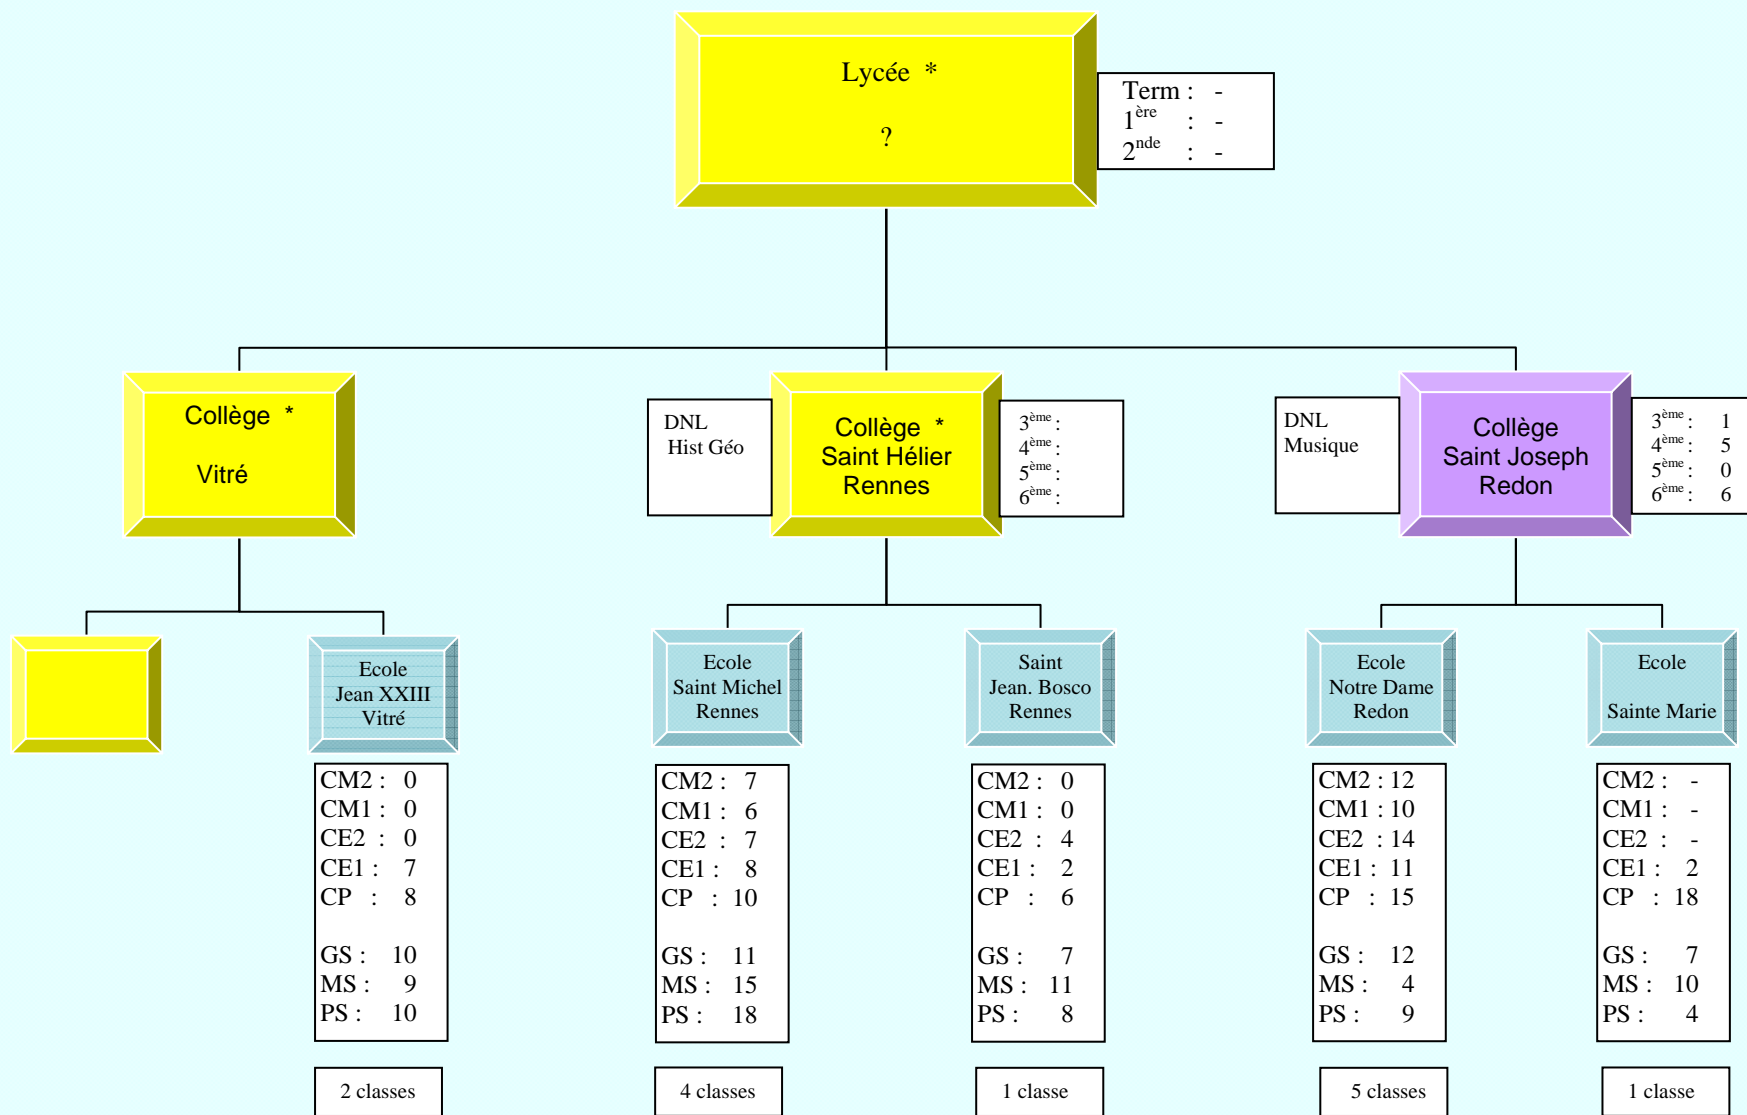 Lycée *
?
Term : -
1ère : -
2nde : -
Collège *
Vitré
DNL
Hist Géo
Collège *
Saint Hélier
Rennes
3ème :
4ème :
5ème :
6ème :
DNL
Musique
Collège
Saint Joseph
Redon
3ème : 1
4ème : 5
5ème : 0
6ème : 6
Ecole
Jean XXIII
Vitré
Ecole
Saint Michel
Rennes
Saint
Jean. Bosco
Rennes
Ecole
Notre Dame
Redon
Ecole
Sainte Marie
CM2 : 0
CM1 : 0
CE2 : 0
CE1 : 7
CP : 8
GS : 10
MS : 9
PS : 10
CM2 : 7
CM1 : 6
CE2 : 7
CE1 : 8
CP : 10
GS : 11
MS : 15
PS : 18
CM2 : 0
CM1 : 0
CE2 : 4
CE1 : 2
CP : 6
GS : 7
MS : 11
PS : 8
CM2 : 12
CM1 : 10
CE2 : 14
CE1 : 11
CP : 15
GS : 12
MS : 4
PS : 9
CM2 : -
CM1 : -
CE2 : -
CE1 : 2
CP : 18
GS : 7
MS : 10
PS : 4
2 classes
4 classes
1 classe
5 classes
1 classe